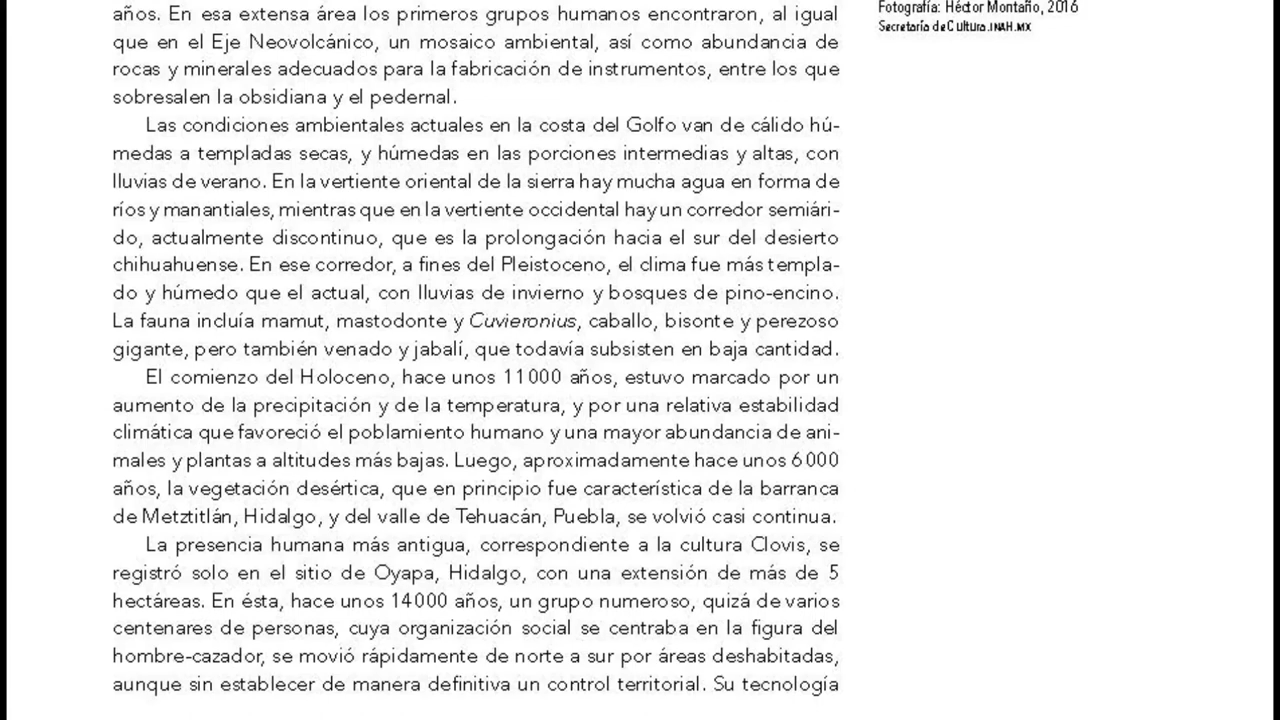 años. En esa extensa área los primeros grupos humanos encontraron, al igual
que en el Eje Neovolcánico, un mosaico ambiental, así como abundancia de
rocas y minerales adecuados para la fabricación de instrumentos, entre los que
sobresalen la obsidiana y el pedernal.
Las condiciones ambientales actuales en la costa del Golfo van de cálido hú-
medas a templadas secas, y húmedas en las porciones intermedias y altas, con
lluvias de verano. En la vertiente oriental de la sierra hay mucha agua en forma de
ríos y manantiales, mientras que en la vertiente occidental hay un corredor semiári-
do, actualmente discontinuo, que es la prolongación hacia el sur del desierto
chihuahuense. En ese corredor, a fines del Pleistoceno, el clima fue más templa-
do y húmedo que el actual, con lluvias de invierno y bosques de pino-encino.
La fauna incluía mamut, mastodonte y Cuvieronius, caballo, bisonte y perezoso
gigante, pero también venado y jabalí, que todavía subsisten en baja cantidad.
El comienzo del Holoceno, hace unos 11 000 años, estuvo marcado por un
aumento de la precipitación y de la temperatura, y por una relativa estabilidad
climática que favoreció el poblamiento humano y una mayor abundancia de ani-
males y plantas a altitudes más bajas. Luego, aproximadamente hace unos 6 000
años, la vegetación desértica, que en principio fue característica de la barranca
de Metztitlán, Hidalgo, y del valle de Tehuacán, Puebla, se volvió casi continua.
La presencia humana más antigua, correspondiente a la cultura Clovis, se
registró solo en el sitio de Oyapa, Hidalgo, con una extensión de más de 5
hectáreas. En ésta, hace unos 14 000 años, un grupo numeroso, quizá de varios
centenares de personas, cuya organización social se centraba en la figura del
hombre-cazador, se movió rápidamente de norte a sur por áreas deshabitadas,
aunque sin establecer de manera definitiva un control territorial. Su tecnología
Fotografía: Héctor Montaño, 2016
Secretaría de Cultura.INAH.MX